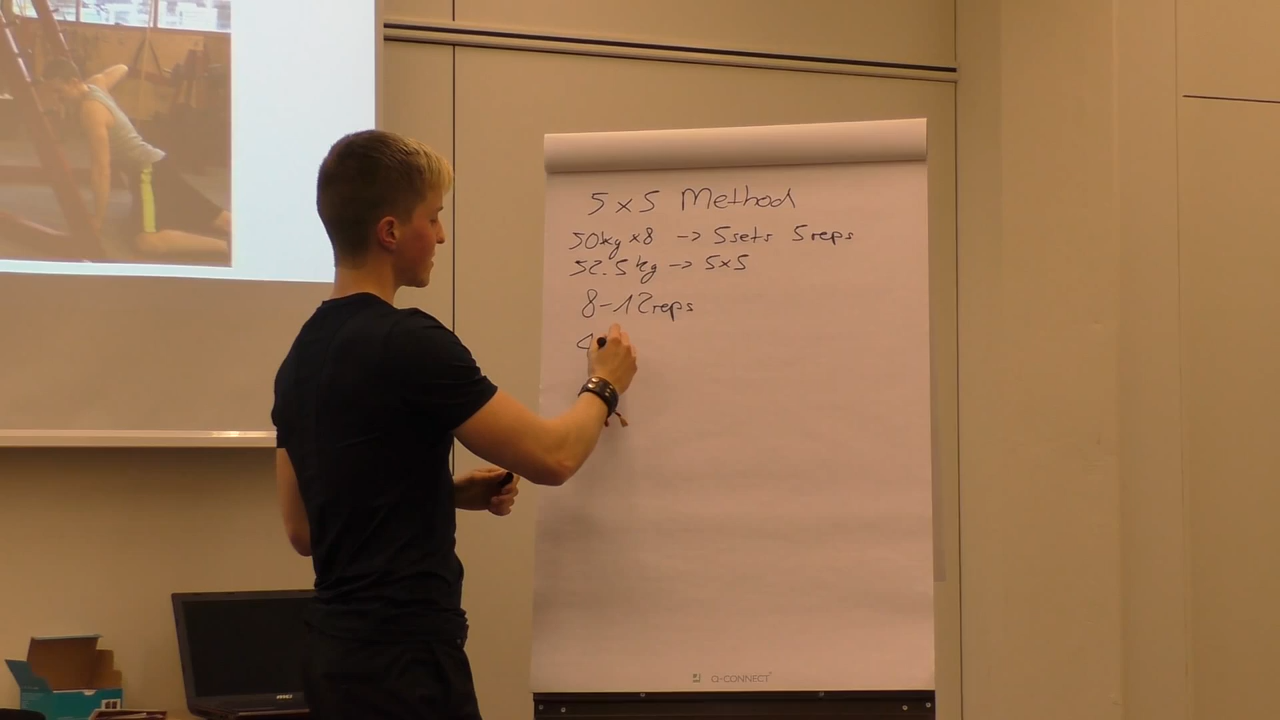 5x5 Method
50kg x8 -> 5sets 5reps
52.5kg -> 5x5
8-12reps
Q-CONNECT